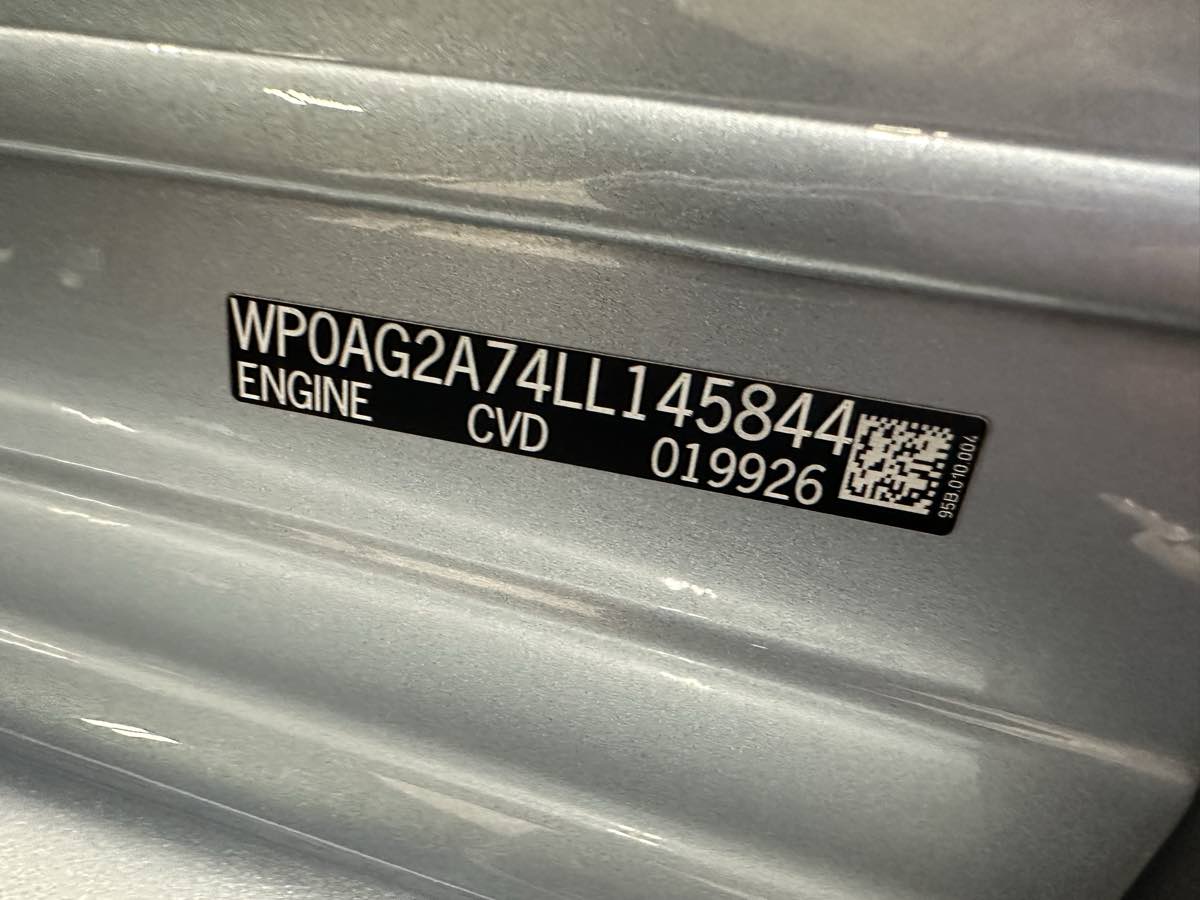 WP0AG2A74LL145844
ENGINE CVD 019926
95B.010.004